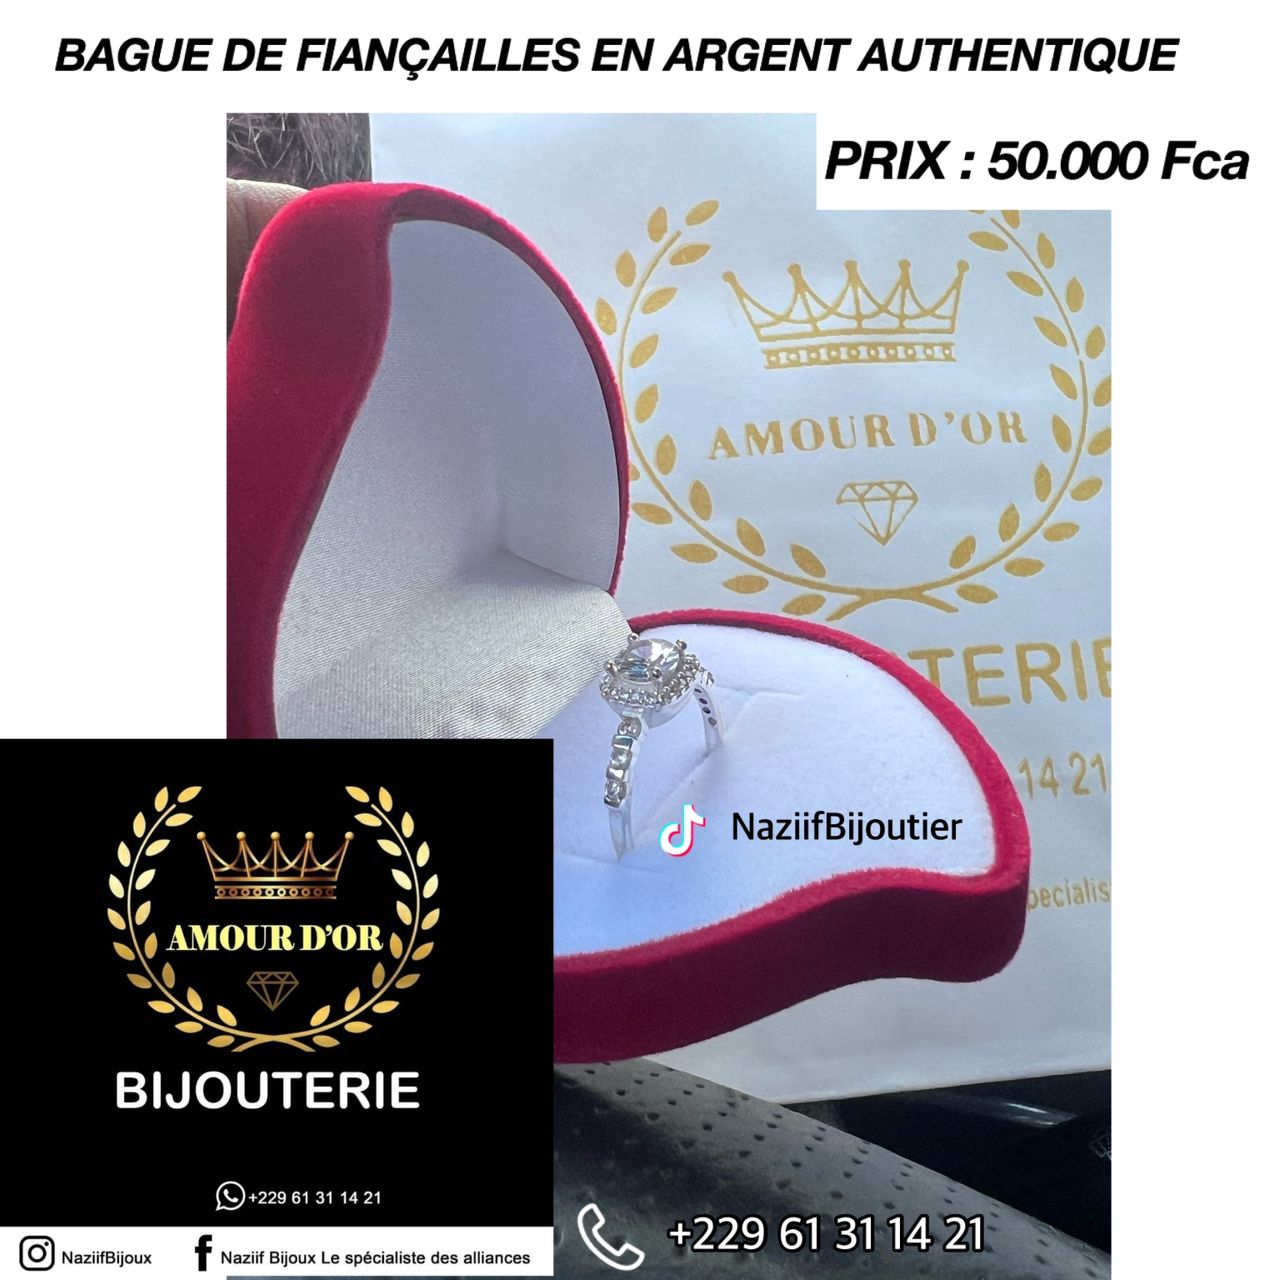 BAGUE DE FIANÇAILLES EN ARGENT AUTHENTIQUE
PRIX : 50.000 Fca
AMOUR D'OR
TERIE
14 21
NaziifBijoutier
AMOUR D'OR
BIJOUTERIE
+229 61 31 14 21
NaziifBijoux
Naziif Bijoux Le spécialiste des alliances
+229 61 31 14 21